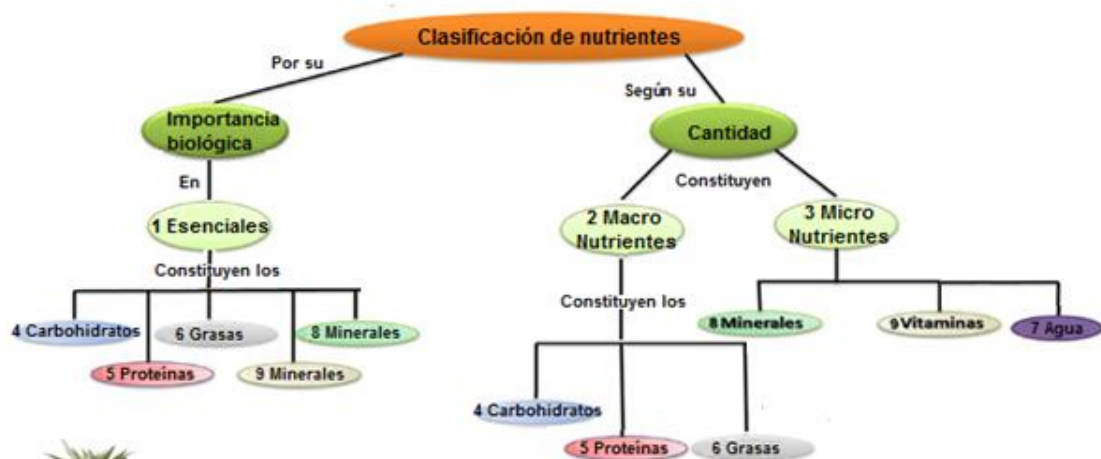 Clasificación de nutrientes
Por su
Según su
Importancia
biológica
Cantidad
En
Constituyen
1 Esenciales
2 Macro
Nutrientes
3 Micro
Nutrientes
Constituyen los
Constituyen los
4 Carbohidratos
6 Grasas
8 Minerales
5 Proteínas
9 Minerales
8 Minerales
9 Vitaminas
7 Agua
4 Carbohidratos
5 Proteínas
6 Grasas